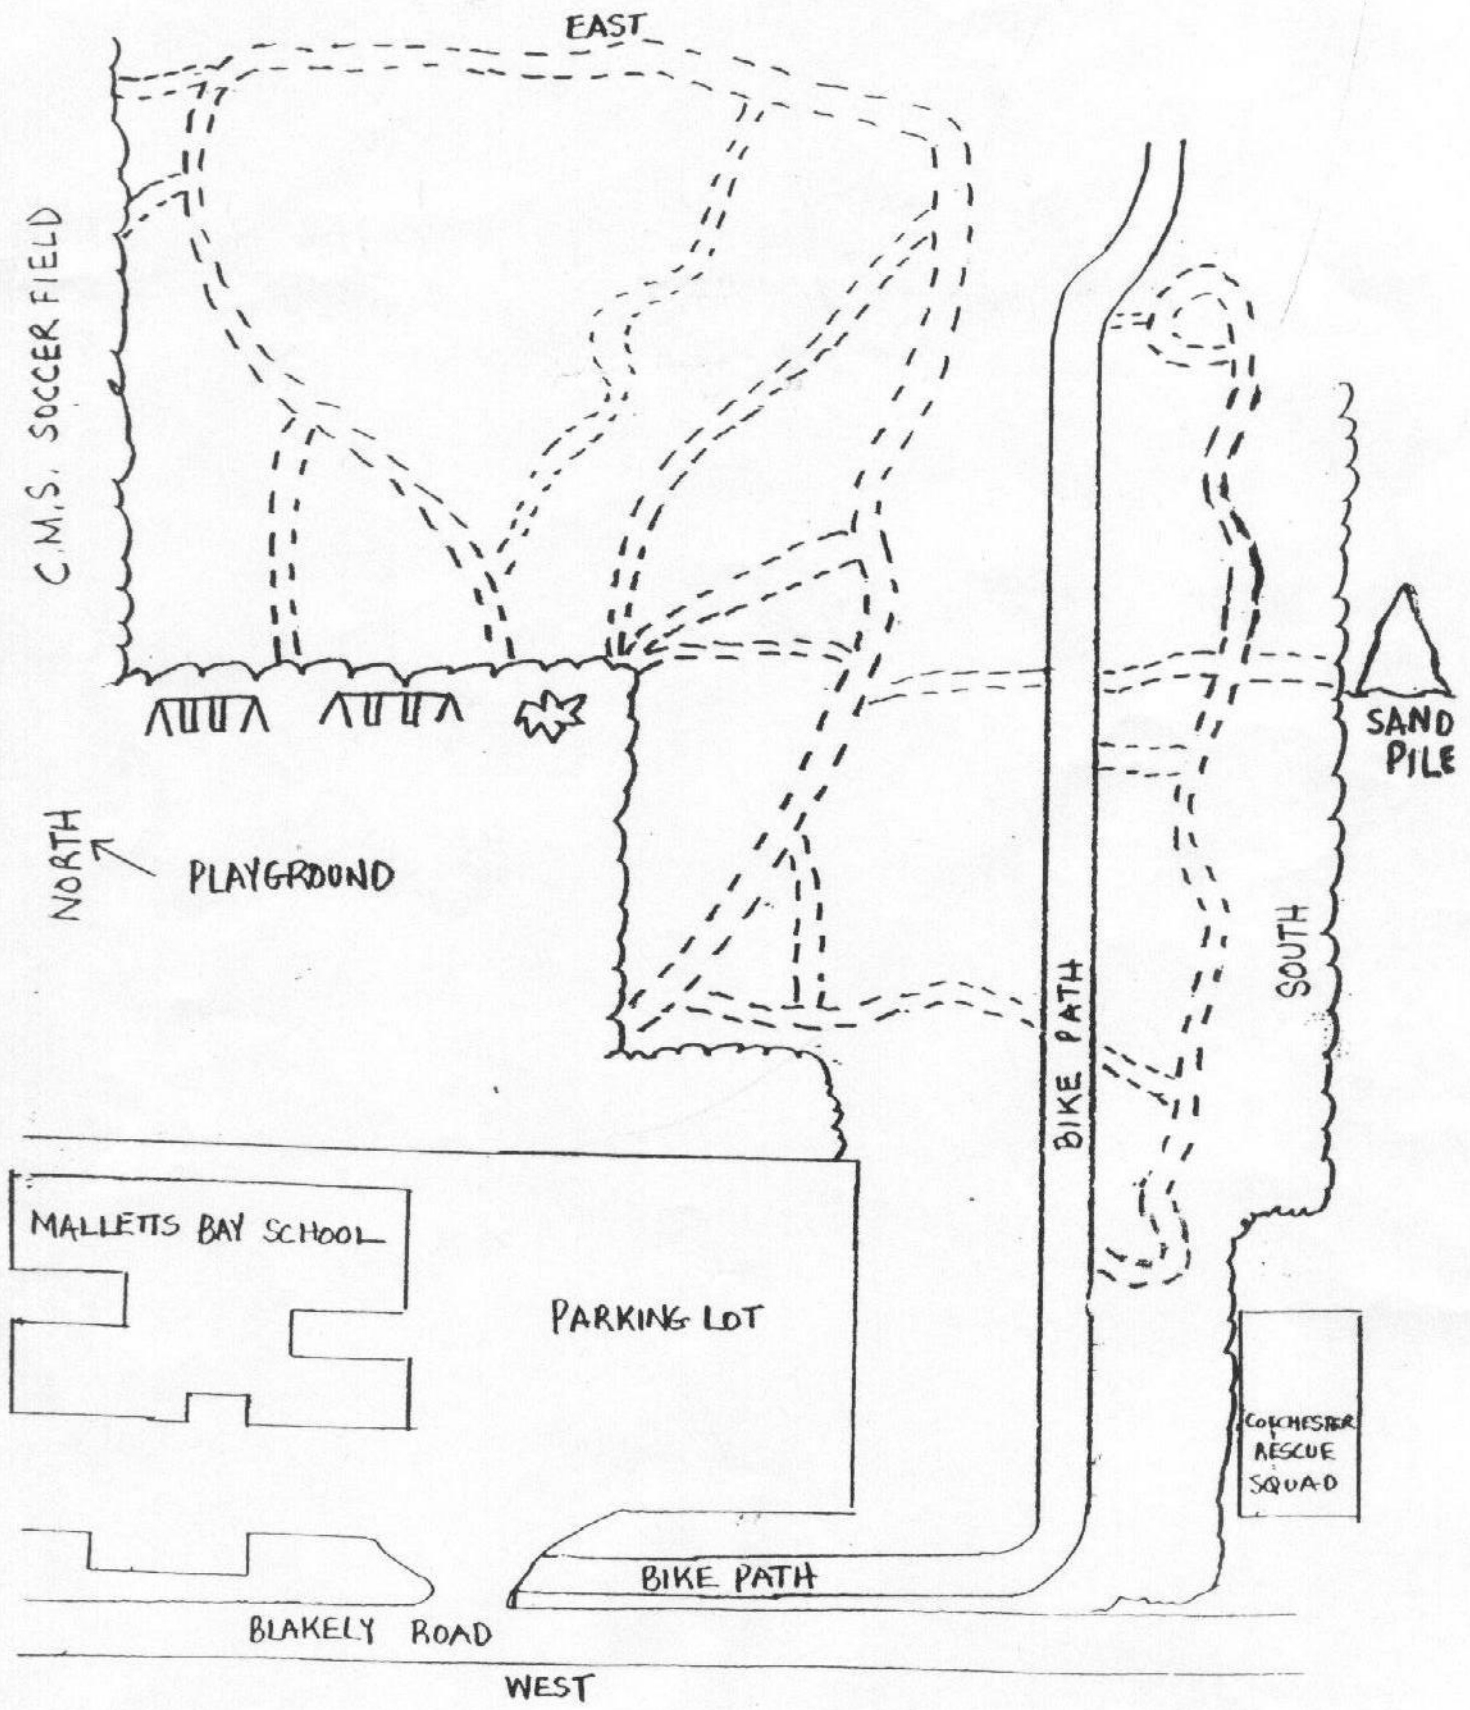 EAST
C.M.S. SOCCER FIELD
SAND
PILE
NORTH
PLAYGROUND
SOUTH
BIKE PATH
MALLETTS BAY SCHOOL
PARKING LOT
COLCHESTER
RESCUE
SQUAD
BIKE PATH
BLAKELY ROAD
WEST